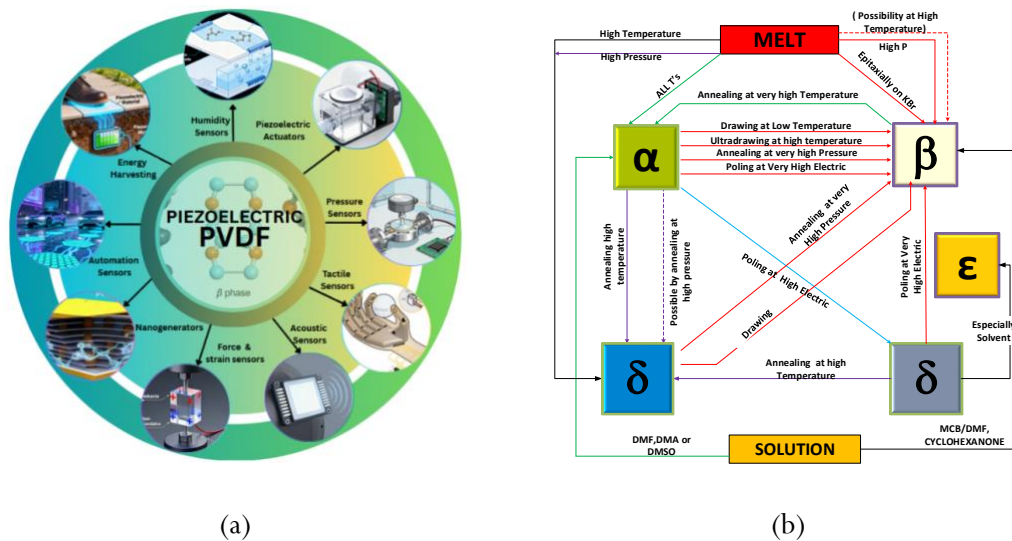 Humidity
Sensors
Piezoelectric
Actuators
Energy
Harvesting
PIEZOELECTRIC
PVDF
β phase
Pressure
Sensors
Automation
Sensors
Tactile
Sensors
Nanogenerators
Acoustic
Sensors
Force &
strain sensors
(a)
( Possibility at High
Temperature)
High Temperature
MELT
High P
High Pressure
Epitaxially on KBr
ALL T's
Annealing at very high Temperature
α
Drawing at Low Temperature
Ultradrawing at high temperature
Annealing at very high Pressure
Poling at Very High Electric
β
Annealing high
temperature
Possible by annealing at
high pressure
Poling at High Electric
Annealing at very
High Pressure
Drawing
Poling at Very
High Electric
ε
Especially
Solvent
δ
Annealing at high
Temperature
δ
DMF,DMA or
DMSO
SOLUTION
MCB/DMF,
CYCLOHEXANONE
(b)